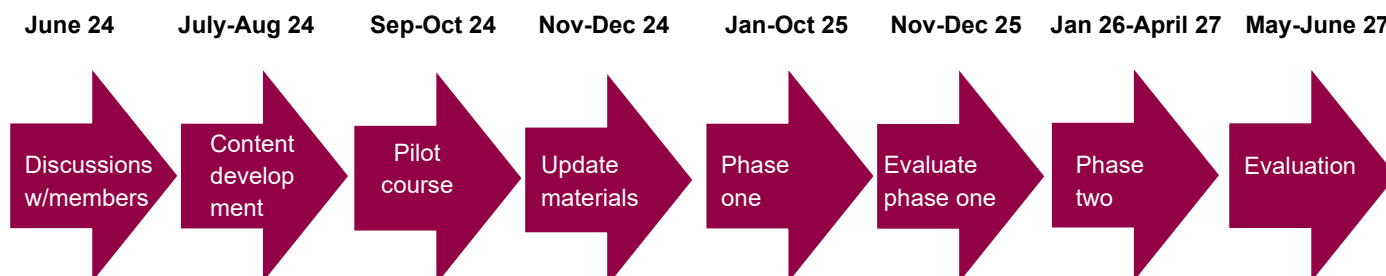 June 24
July-Aug 24
Sep-Oct 24
Nov-Dec 24
Jan-Oct 25
Nov-Dec 25
Jan 26-April 27
May-June 27
Discussions
w/members
Content
develop
ment
Pilot
course
Update
materials
Phase
one
Evaluate
phase one
Phase
two
Evaluation